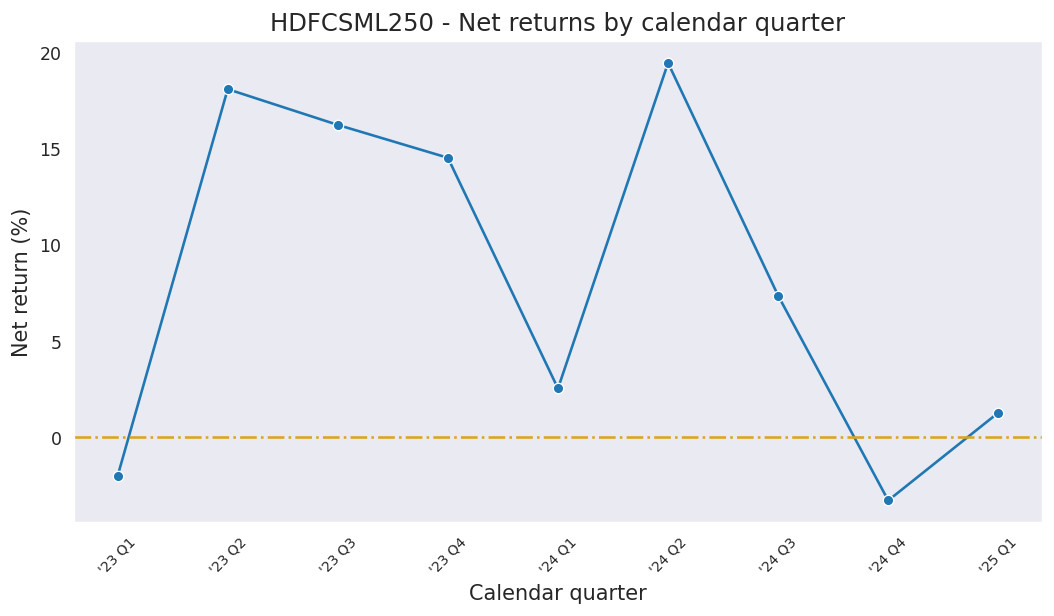 HDFCSML250 - Net returns by calendar quarter
Net return (%)
20
15
10
5
0
'23 Q1
'23 Q2
'23 Q3
'23 Q4
'24 Q1
'24 Q2
'24 Q3
'24 Q4
'25 Q1
Calendar quarter